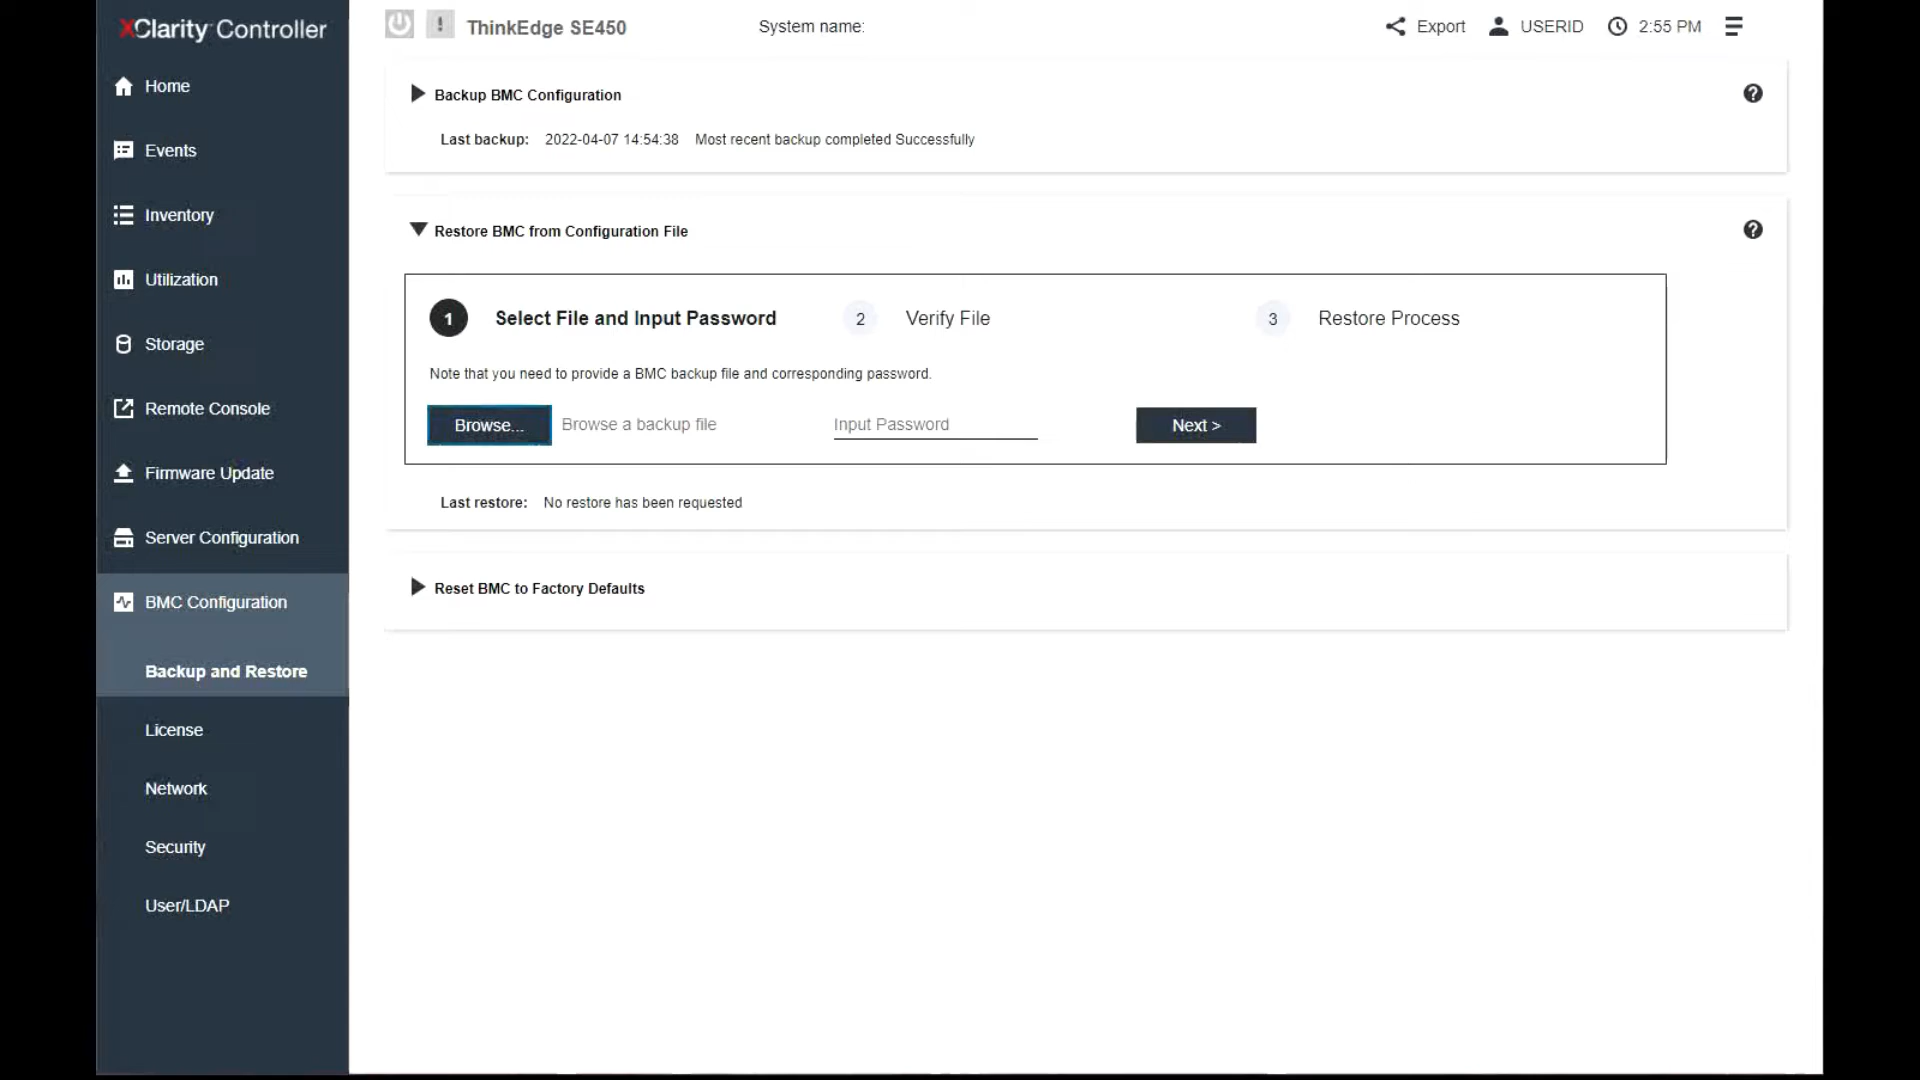 XClarity Controller
ThinkEdge SE450
System name:
Export
USERID
2:55 PM
Home
Events
Inventory
Utilization
Storage
Remote Console
Firmware Update
Server Configuration
BMC Configuration
Backup and Restore
License
Network
Security
User/LDAP
Backup BMC Configuration
?
Last backup: 2022-04-07 14:54:38 Most recent backup completed Successfully
Restore BMC from Configuration File
?
1 Select File and Input Password
2 Verify File
3 Restore Process
Note that you need to provide a BMC backup file and corresponding password.
Browse... Browse a backup file Input Password Next >
Last restore: No restore has been requested
Reset BMC to Factory Defaults